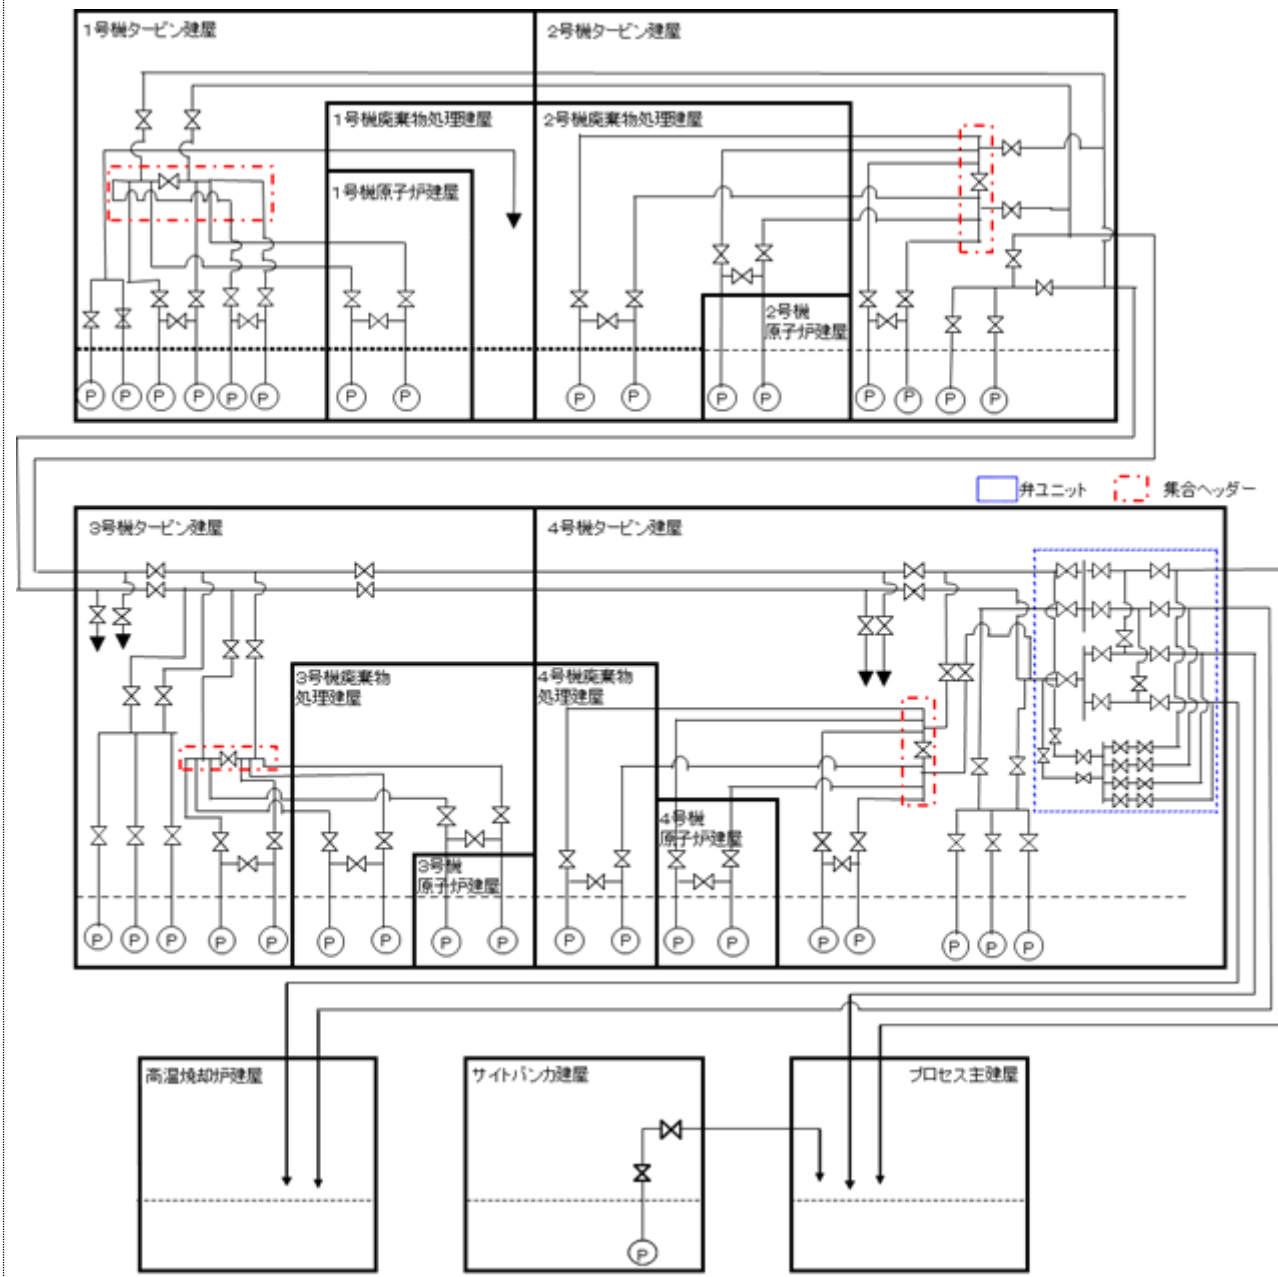 1号機タービン建屋
2号機タービン建屋
1号機廃棄物処理建屋
2号機廃棄物処理建屋
1号機原子炉建屋
2号機
原子炉建屋
P P P P P P P P P P P P P P P P
弁ユニット 集合ヘッダー
3号機タービン建屋
4号機タービン建屋
3号機廃棄物
処理建屋
4号機廃棄物
処理建屋
4号機
原子炉建屋
3号機
原子炉建屋
P P P P P P P P P P P P P P P P P P
高温焼却炉建屋
サイトバンカ建屋
プロセス主建屋
P